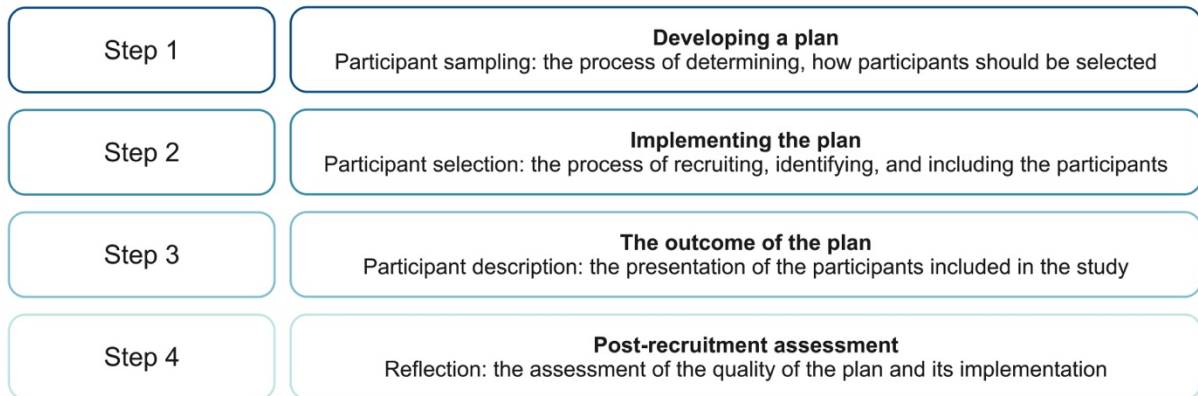 Step 1
Developing a plan
Participant sampling: the process of determining, how participants should be selected
Step 2
Implementing the plan
Participant selection: the process of recruiting, identifying, and including the participants
Step 3
The outcome of the plan
Participant description: the presentation of the participants included in the study
Step 4
Post-recruitment assessment
Reflection: the assessment of the quality of the plan and its implementation